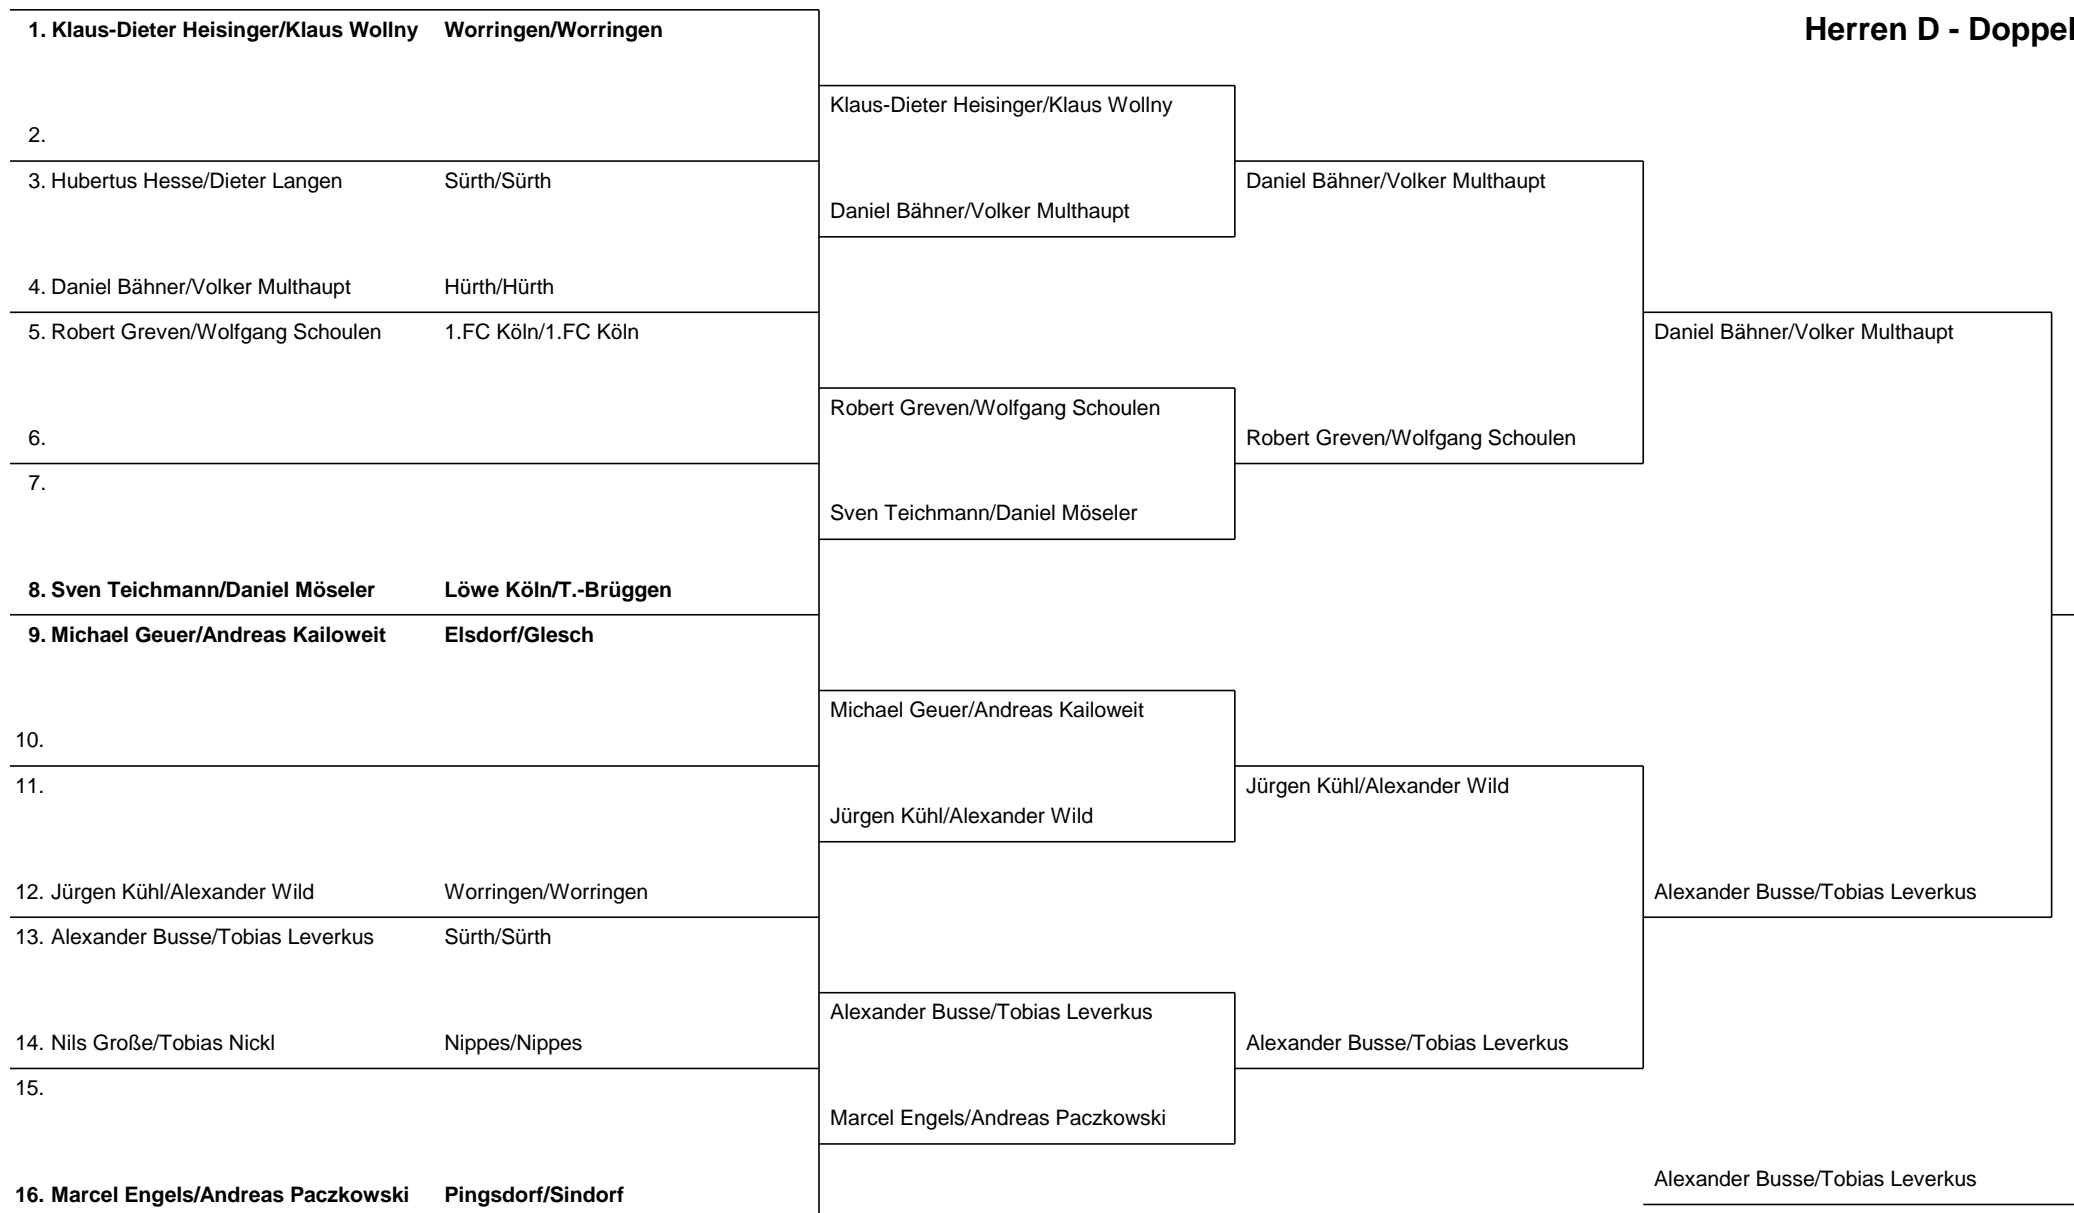 Herren D - Doppel
1. Klaus-Dieter Heisinger/Klaus Wollny Worringen/Worringen
Klaus-Dieter Heisinger/Klaus Wollny
2.
3. Hubertus Hesse/Dieter Langen Sürth/Sürth
Daniel Bähner/Volker Multhaupt
Daniel Bähner/Volker Multhaupt
4. Daniel Bähner/Volker Multhaupt Hürth/Hürth
5. Robert Greven/Wolfgang Schoulen 1.FC Köln/1.FC Köln
Daniel Bähner/Volker Multhaupt
Robert Greven/Wolfgang Schoulen
6.
Robert Greven/Wolfgang Schoulen
7.
Sven Teichmann/Daniel Möseler
8. Sven Teichmann/Daniel Möseler Löwe Köln/T.-Brüggen
9. Michael Geuer/Andreas Kailoweit Elsdorf/Glesch
Michael Geuer/Andreas Kailoweit
10.
11.
Jürgen Kühl/Alexander Wild
Jürgen Kühl/Alexander Wild
12. Jürgen Kühl/Alexander Wild Worringen/Worringen
Alexander Busse/Tobias Leverkus
13. Alexander Busse/Tobias Leverkus Sürth/Sürth
Alexander Busse/Tobias Leverkus
14. Nils Große/Tobias Nickl Nippes/Nippes
Alexander Busse/Tobias Leverkus
15.
Marcel Engels/Andreas Paczkowski
Alexander Busse/Tobias Leverkus
16. Marcel Engels/Andreas Paczkowski Pingsdorf/Sindorf